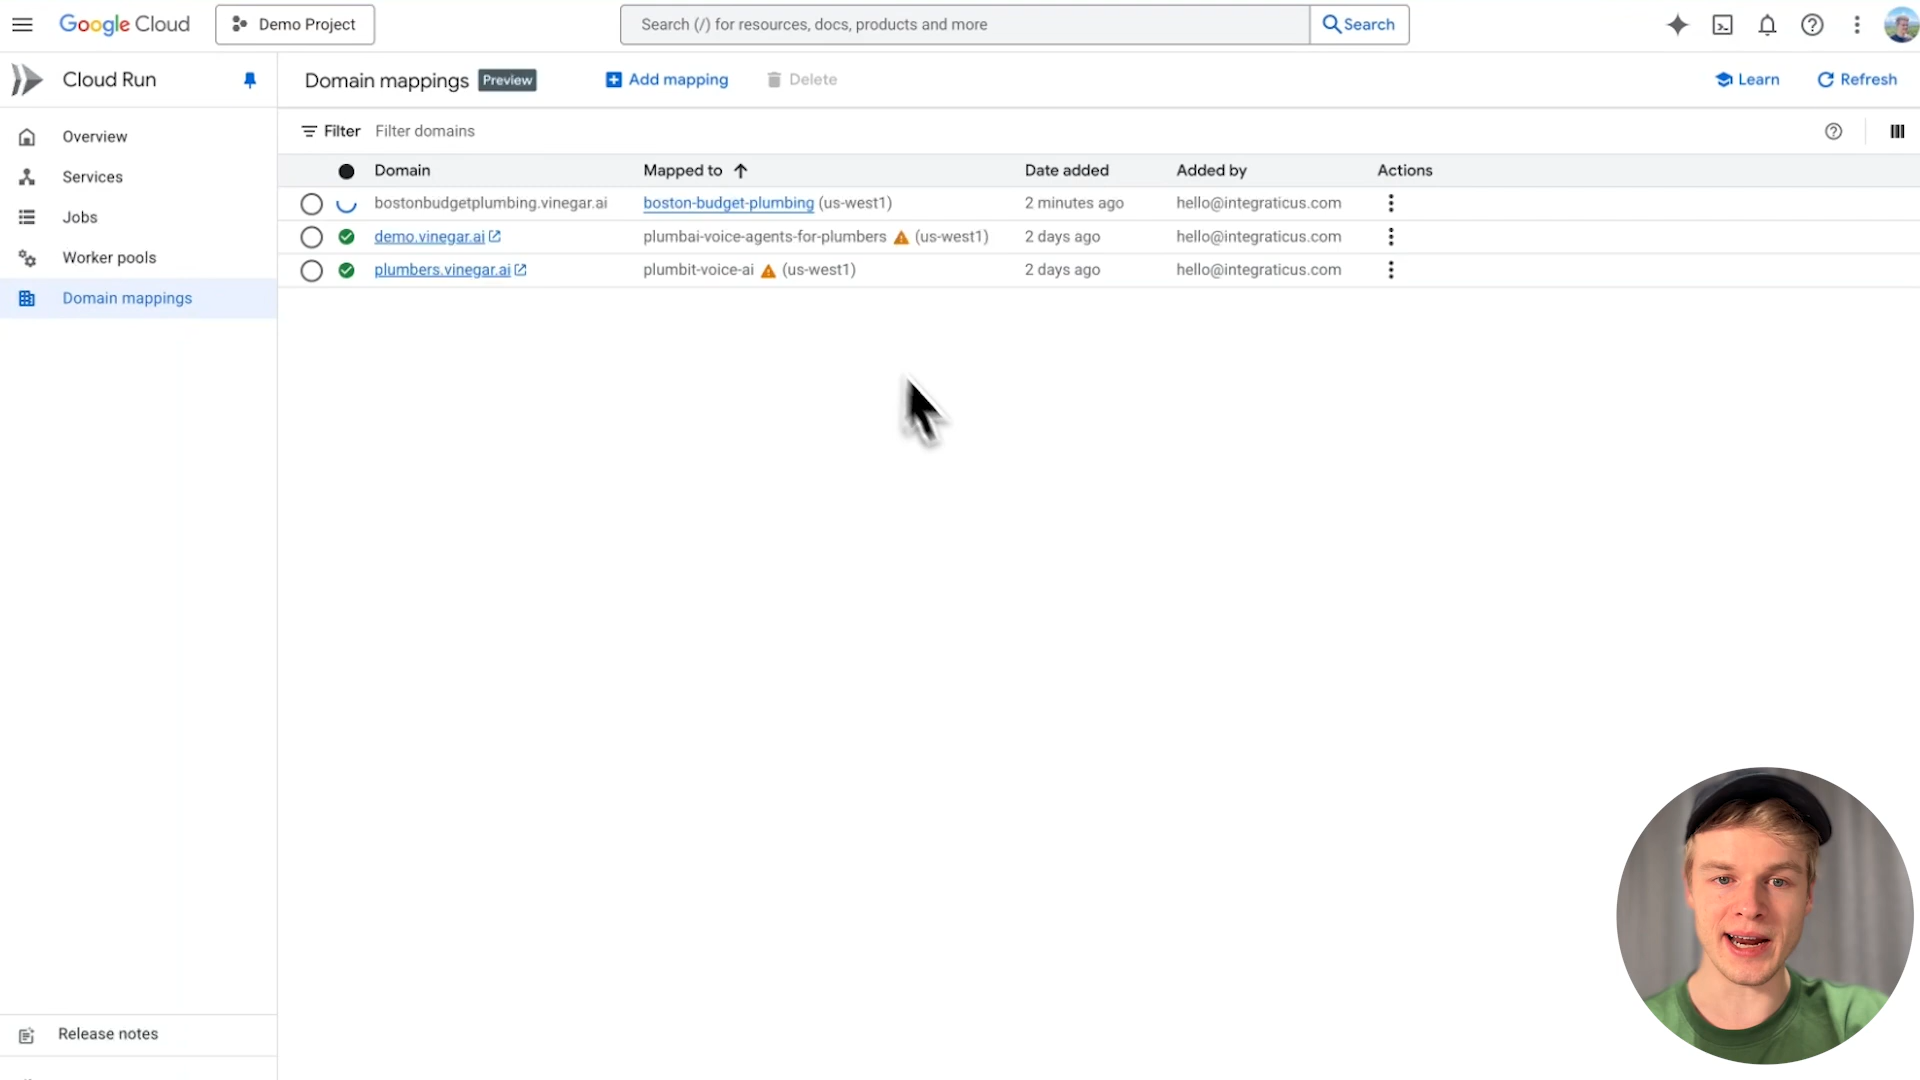 Google Cloud
Demo Project
Search (/) for resources, docs, products and more
Search
Cloud Run
Domain mappings Preview
Add mapping
Delete
Learn
Refresh
Overview
Services
Jobs
Worker pools
Domain mappings
Release notes
Filter Filter domains
Domain Mapped to Date added Added by Actions
bostonbudgetplumbing.vinegar.ai boston-budget-plumbing (us-west1) 2 minutes ago hello@integraticus.com
demo.vinegar.ai plumbai-voice-agents-for-plumbers (us-west1) 2 days ago hello@integraticus.com
plumbers.vinegar.ai plumbit-voice-ai (us-west1) 2 days ago hello@integraticus.com